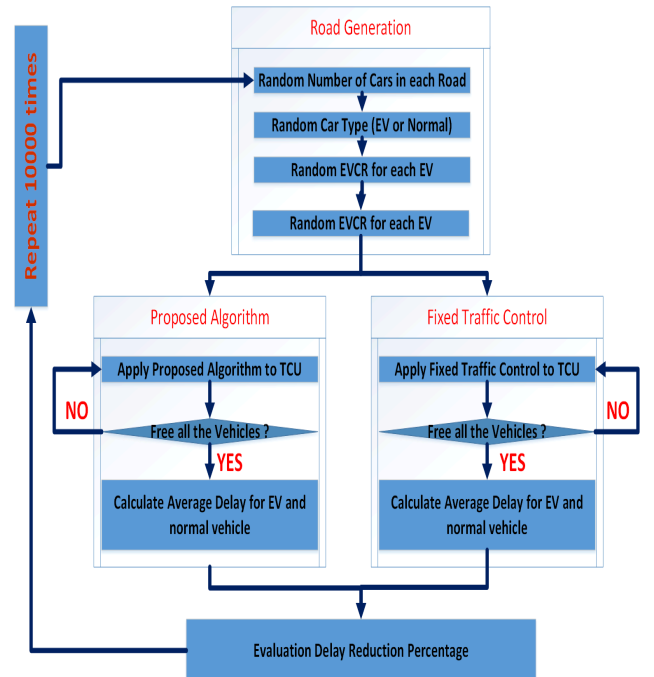 Road Generation
Random Number of Cars in each Road
Random Car Type (EV or Normal)
Random EVCR for each EV
Random EVCR for each EV
Repeat 10000 times
Proposed Algorithm
Apply Proposed Algorithm to TCU
Free all the Vehicles ?
NO
YES
Calculate Average Delay for EV and
normal vehicle
Fixed Traffic Control
Apply Fixed Traffic Control to TCU
Free all the Vehicles ?
NO
YES
Calculate Average Delay for EV and
normal vehicle
Evaluation Delay Reduction Percentage